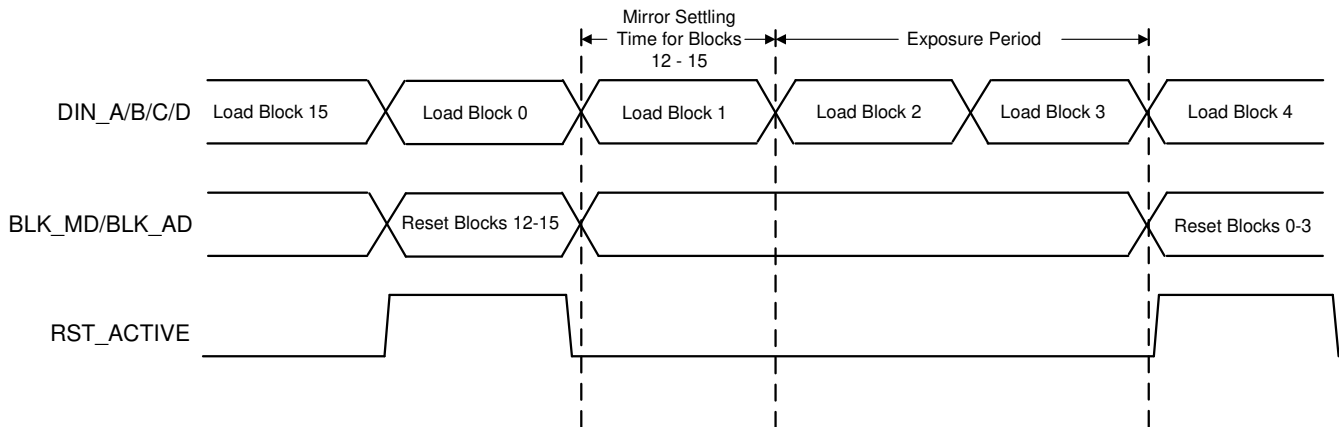 Mirror Settling
Time for Blocks
12 - 15
Exposure Period
DIN_A/B/C/D
Load Block 15
Load Block 0
Load Block 1
Load Block 2
Load Block 3
Load Block 4
BLK_MD/BLK_AD
Reset Blocks 12-15
Reset Blocks 0-3
RST_ACTIVE